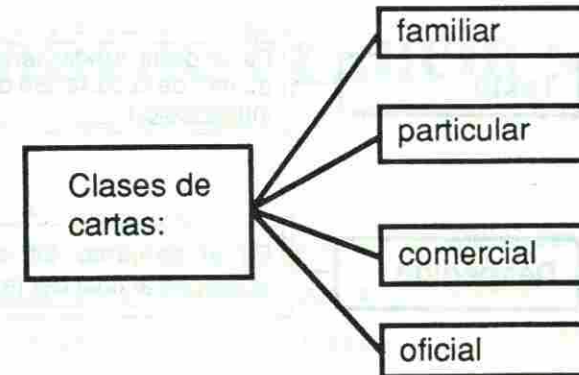 familiar
particular
Clases de
cartas:
comercial
oficial